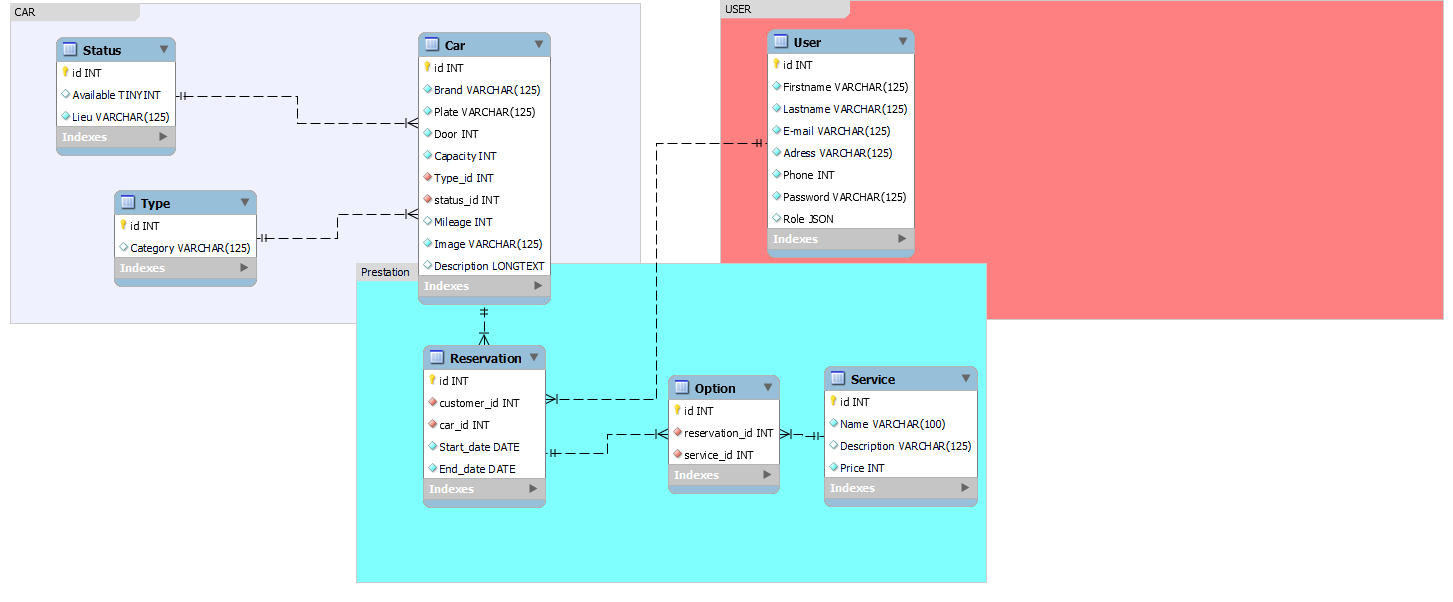 CAR
Status
id INT
Available TINYINT
Lieu VARCHAR(125)
Indexes
Type
id INT
Category VARCHAR(125)
Indexes
Car
id INT
Brand VARCHAR(125)
Plate VARCHAR(125)
Door INT
Capacity INT
Type_id INT
status_id INT
Mileage INT
Image VARCHAR(125)
Description LONGTEXT
Indexes
USER
User
id INT
Firstname VARCHAR(125)
Lastname VARCHAR(125)
E-mail VARCHAR(125)
Adress VARCHAR(125)
Phone INT
Password VARCHAR(125)
Role JSON
Indexes
Prestation
Reservation
id INT
customer_id INT
car_id INT
Start_date DATE
End_date DATE
Indexes
Option
id INT
reservation_id INT
service_id INT
Indexes
Service
id INT
Name VARCHAR(100)
Description VARCHAR(125)
Price INT
Indexes